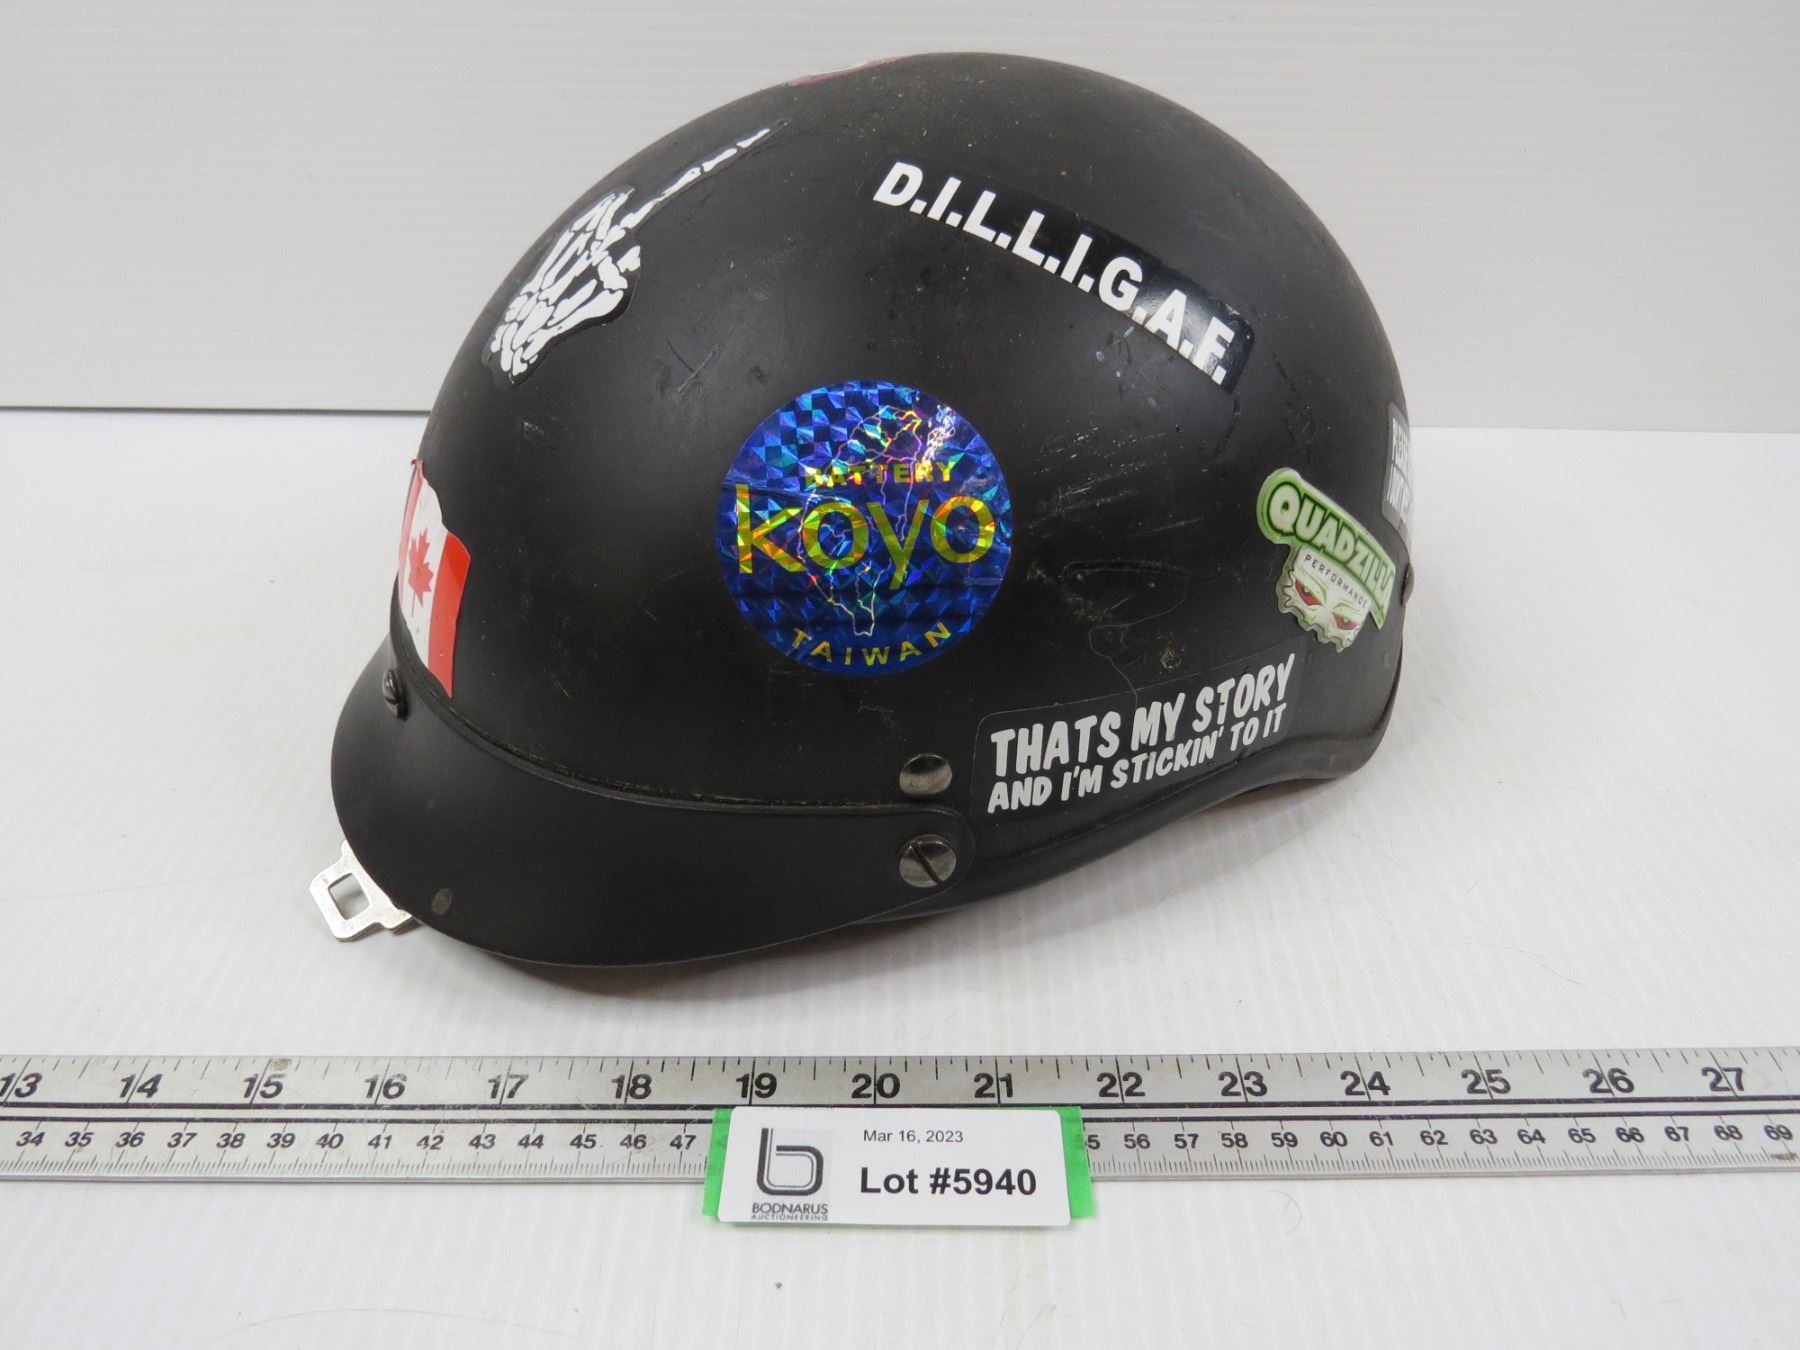 D.I.L.L.I.G.A.F.
BATTERY
koyo
TAIWAN
QUADZILLA
PERFORMANCE
THATS MY STORY
AND I'M STICKIN' TO IT
13 14 15 16 17 18 19 20 21 22 23 24 25 26 27
34 35 36 37 38 39 40 41 42 43 44 45 46 47 56 57 58 59 60 61 62 63 64 65 66 67 68 69
Mar 16, 2023
Lot #5940
b
BODNARUS
AUCTIONEERING